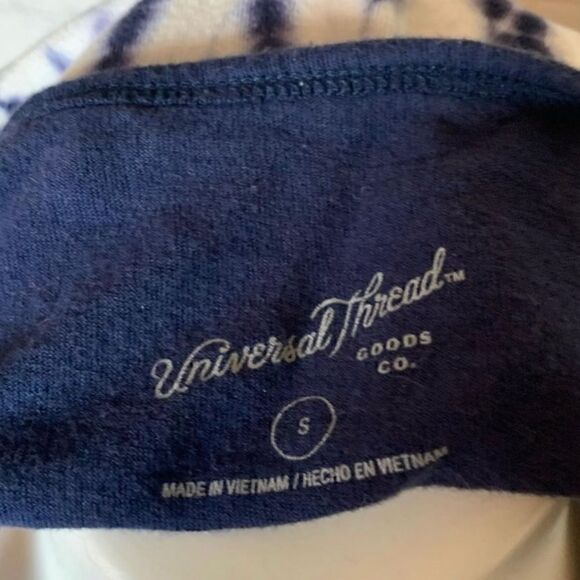 Universal Thread™
GOODS
CO.
S
MADE IN VIETNAM / HECHO EN VIETNAM